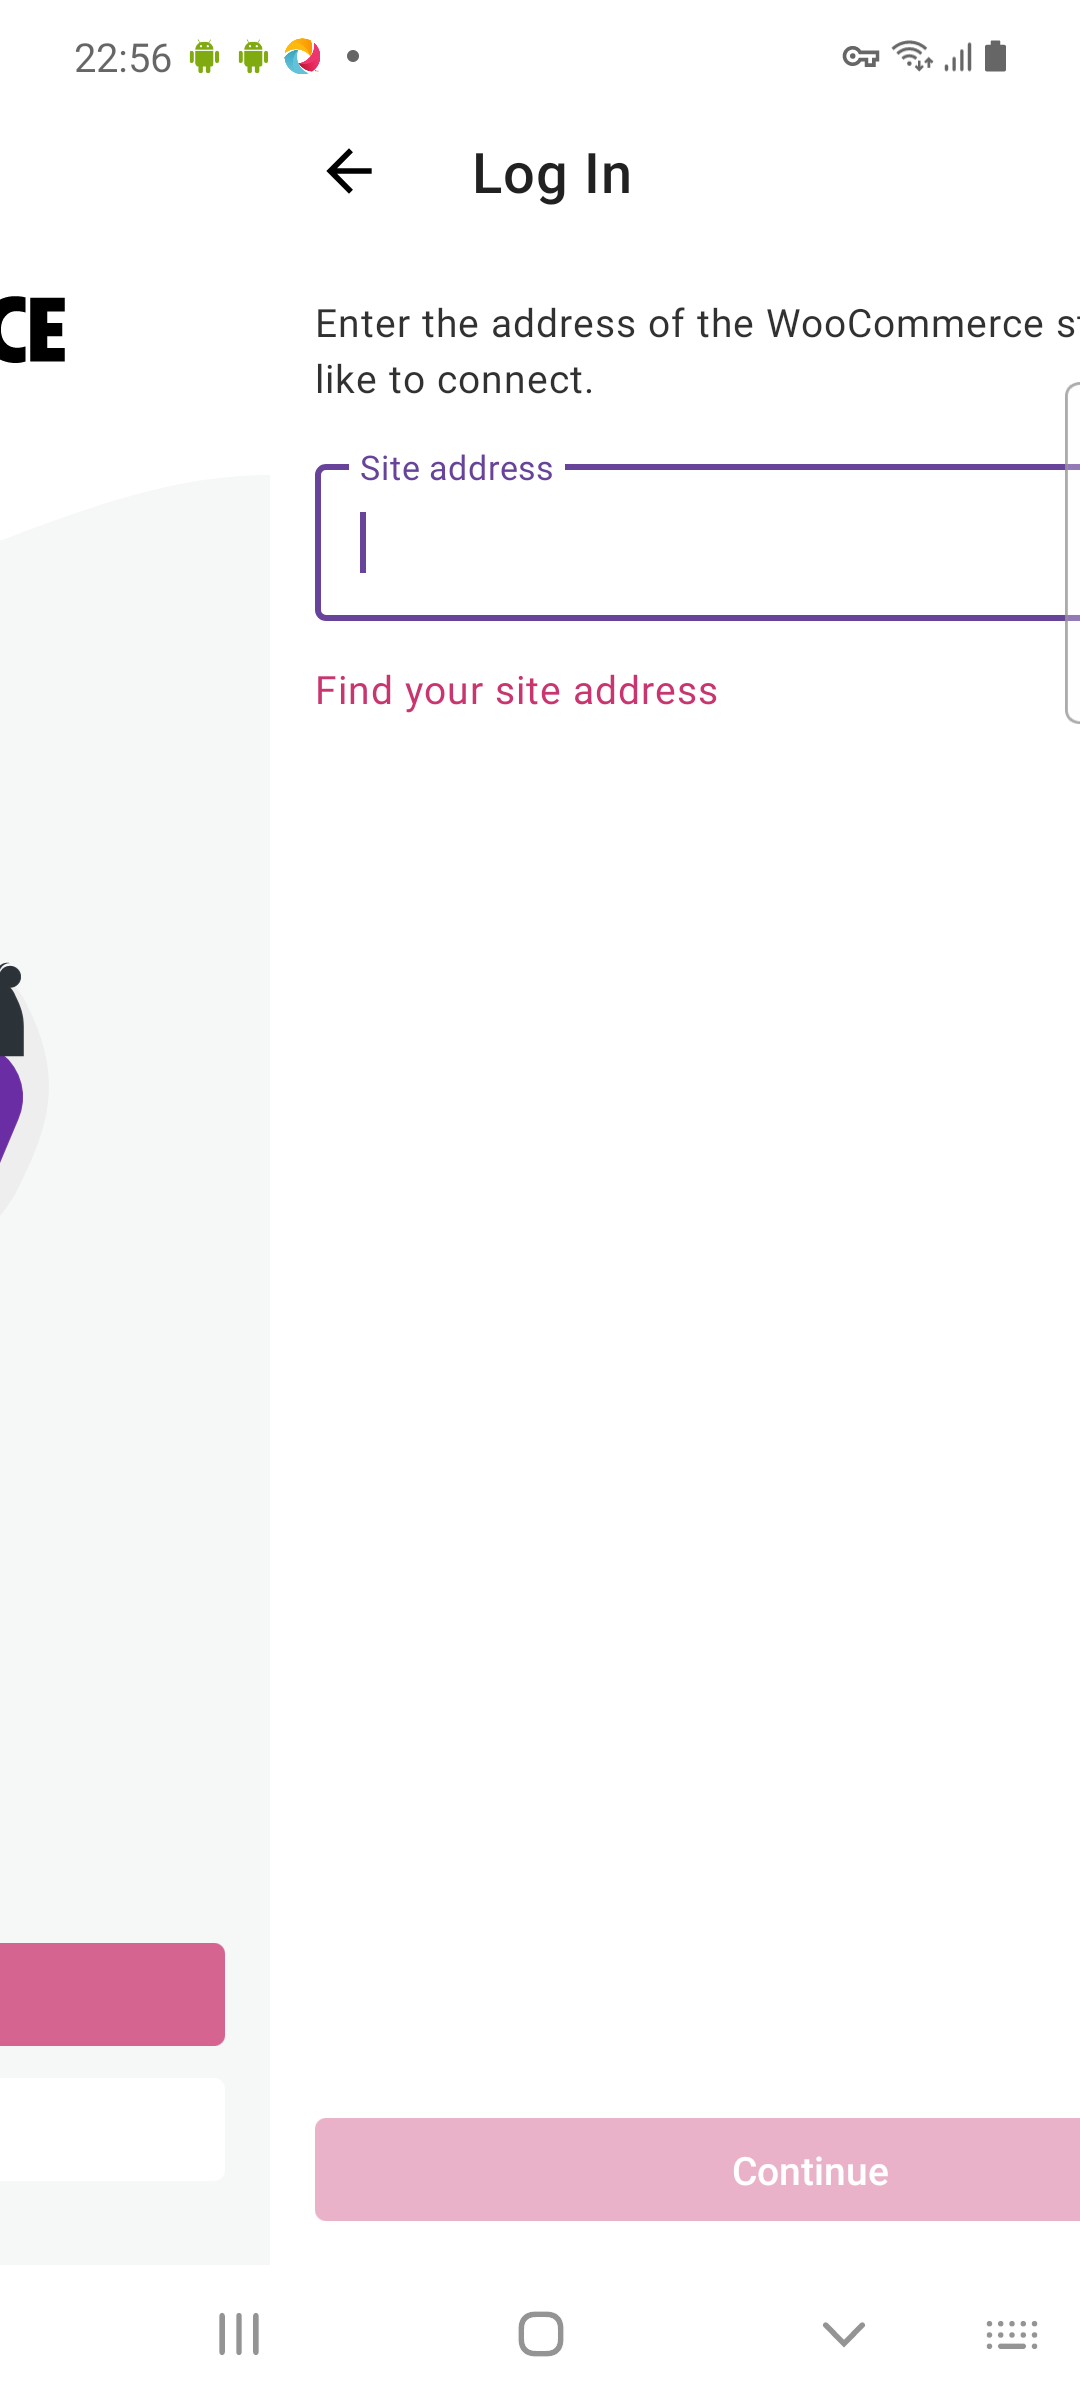 22:56
Log In
CE
Enter the address of the WooCommerce
like to connect.
Site address
Find your site address
Continue